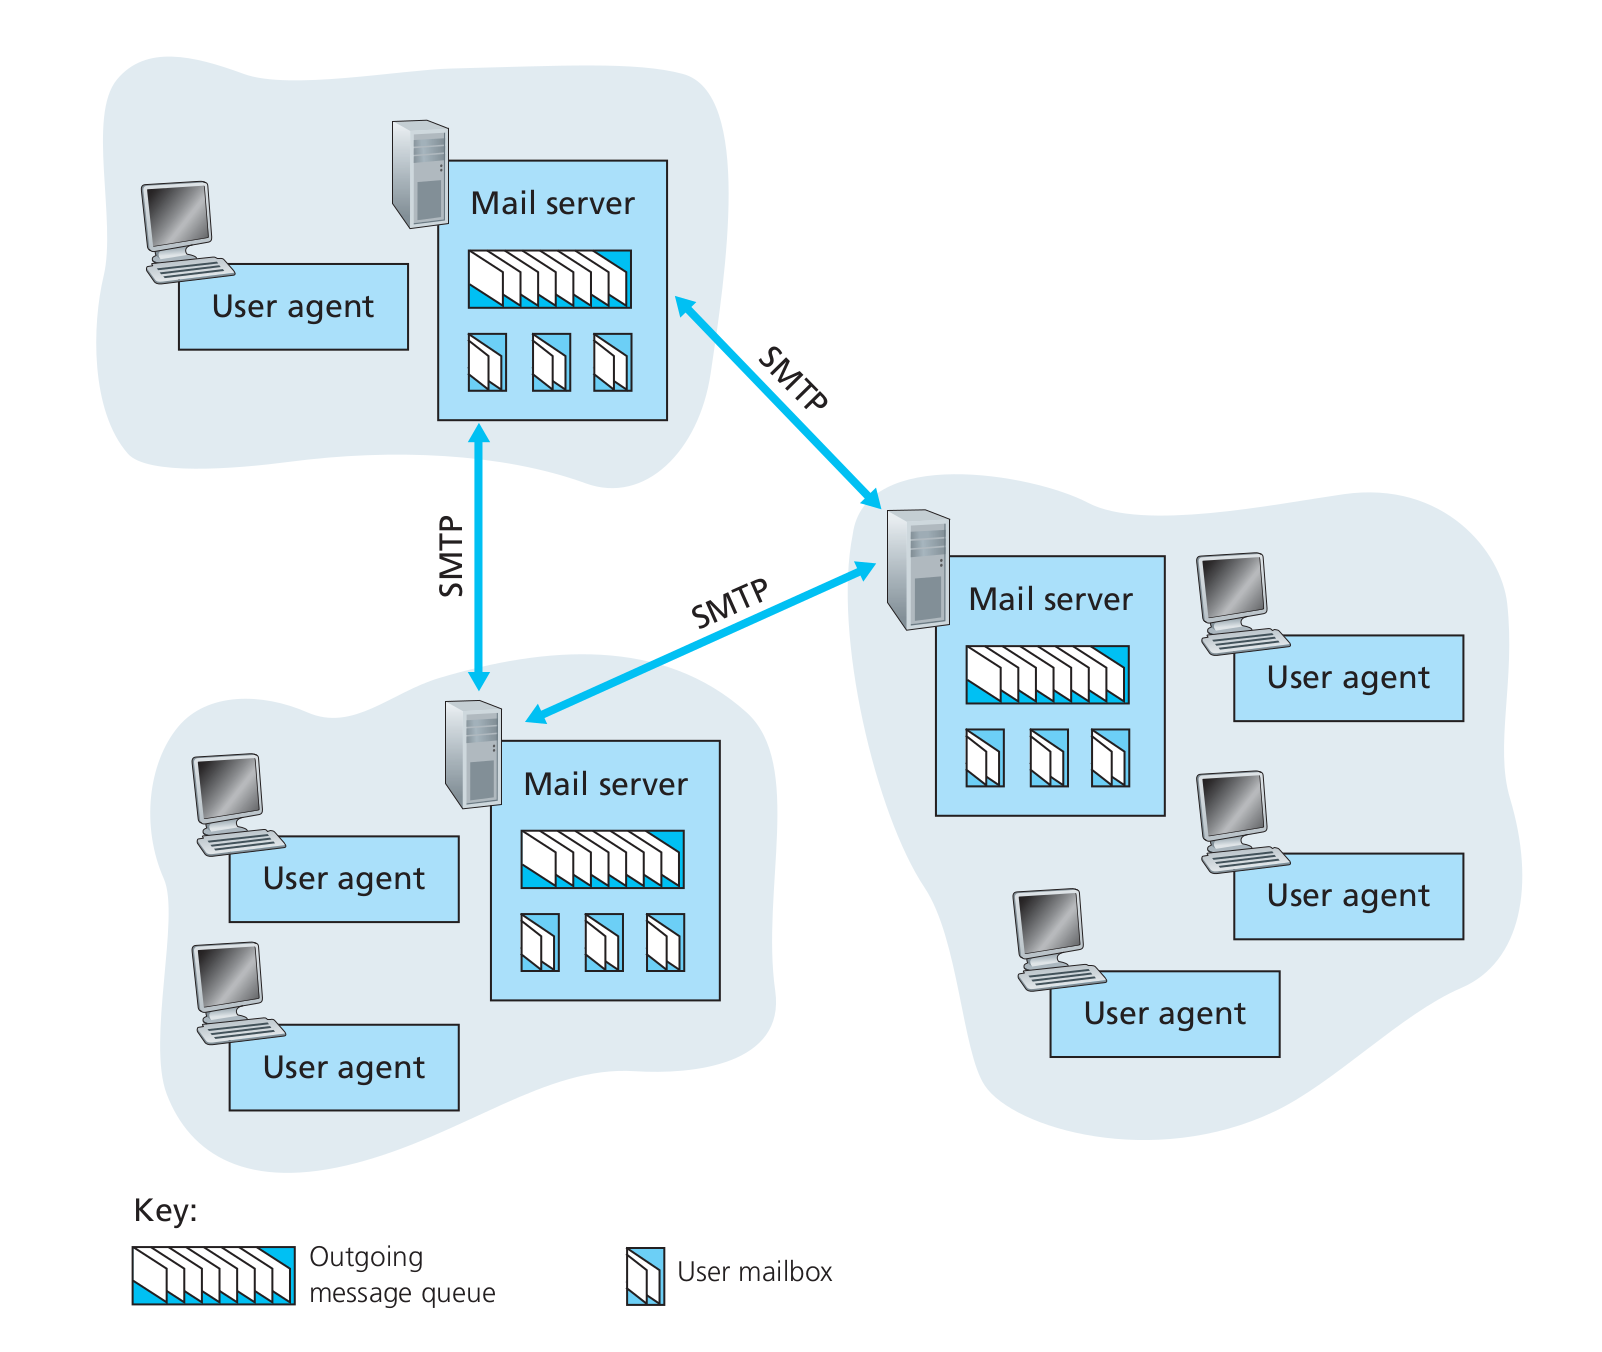 Mail server
User agent
SMTP
SMTP
SMTP
Mail server
User agent
User agent
User agent
Mail server
User agent
User agent
Key:
Outgoing
message queue
User mailbox